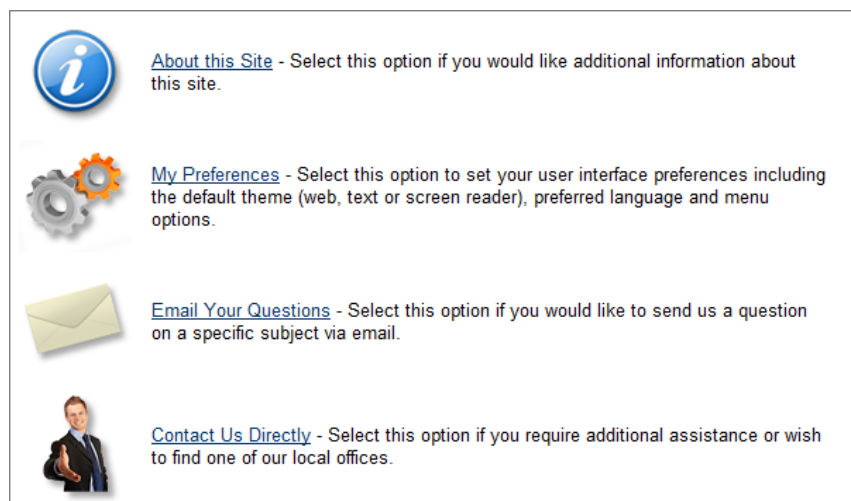 About this Site - Select this option if you would like additional information about
this site.
My Preferences - Select this option to set your user interface preferences including
the default theme (web, text or screen reader), preferred language and menu
options.
Email Your Questions - Select this option if you would like to send us a question
on a specific subject via email.
Contact Us Directly - Select this option if you require additional assistance or wish
to find one of our local offices.